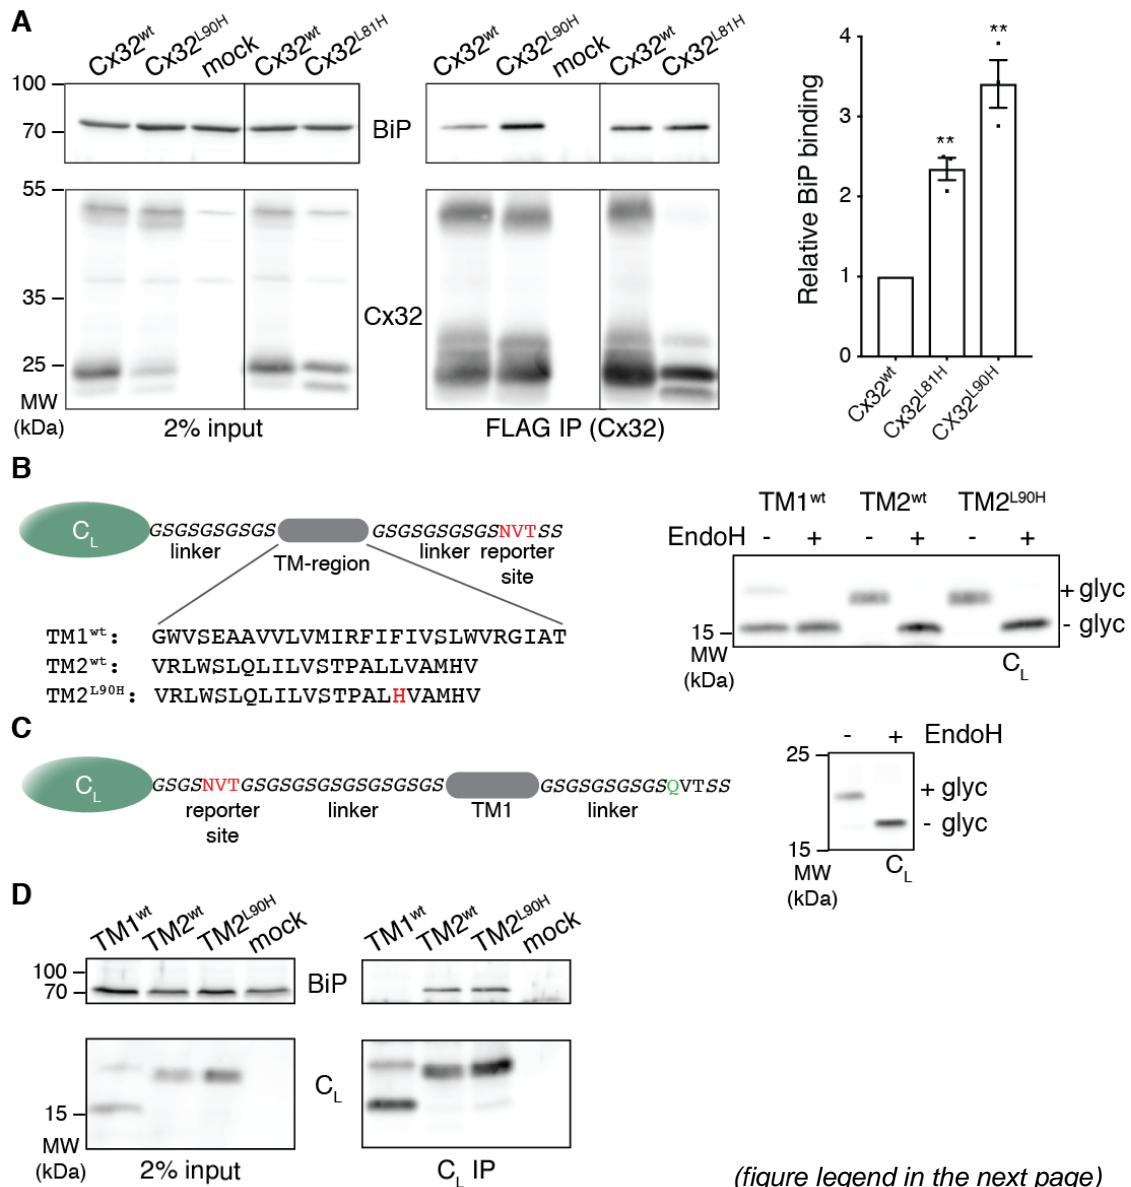 A
Cx32wt Cx32L90H mock Cx32wt Cx32L81H
100
70
BiP
55
35
25
MW
(kDa)
Cx32
2% input
Cx32wt Cx32L90H mock Cx32wt Cx32L81H
FLAG IP (Cx32)
Relative BiP binding
4
3
2
1
0
** **
Cx32wt Cx32L81H CX32L90H
B
CL GSGSGSGSGS GSGSGSGSGSNVTSS
linker TM-region linker reporter
site
TM1wt: GWVSEAAVVLVMIRFIFIVSLWVRGIAT
TM2wt: VRLWSLQLILVSTPALLVAMHV
TM2L90H: VRLWSLQLILVSTPALHVAMHV
TM1wt TM2wt TM2L90H
EndoH - + - + - +
+ glyc
15 - glyc
MW
(kDa)
CL
C
CL GSGSNVTGSGSGSGSGSGSGS GSGSGSGSGSQVTSS
reporter linker TM1 linker
site
- + EndoH
25
+ glyc
- glyc
15
MW
(kDa)
CL
D
TM1wt TM2wt TM2L90H mock
100
70
BiP
15
MW
(kDa)
CL
2% input
TM1wt TM2wt TM2L90H mock
CL IP
(figure legend in the next page)